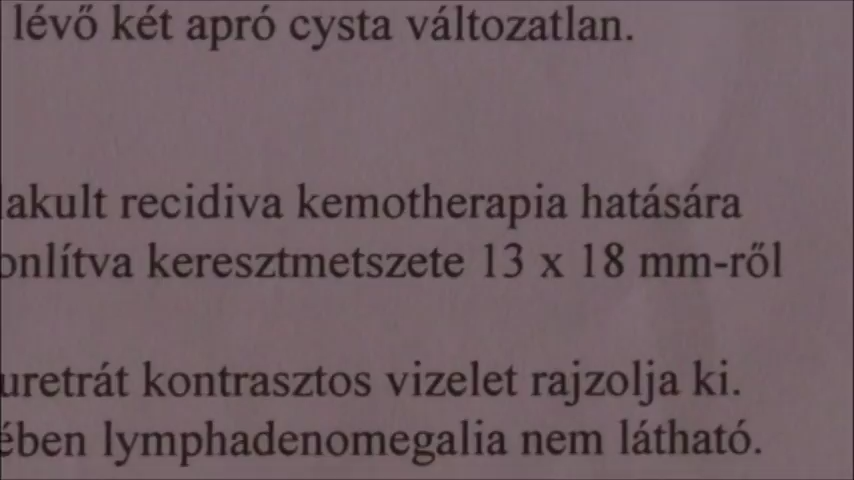 lévő két apró cysta változatlan.
lakult recidiva kemotherapia hatására
onlítva keresztmetszete 13 x 18 mm-ről
uretrát kontrasztos vizelet rajzolja ki.
ében lymphadenomegalia nem látható.